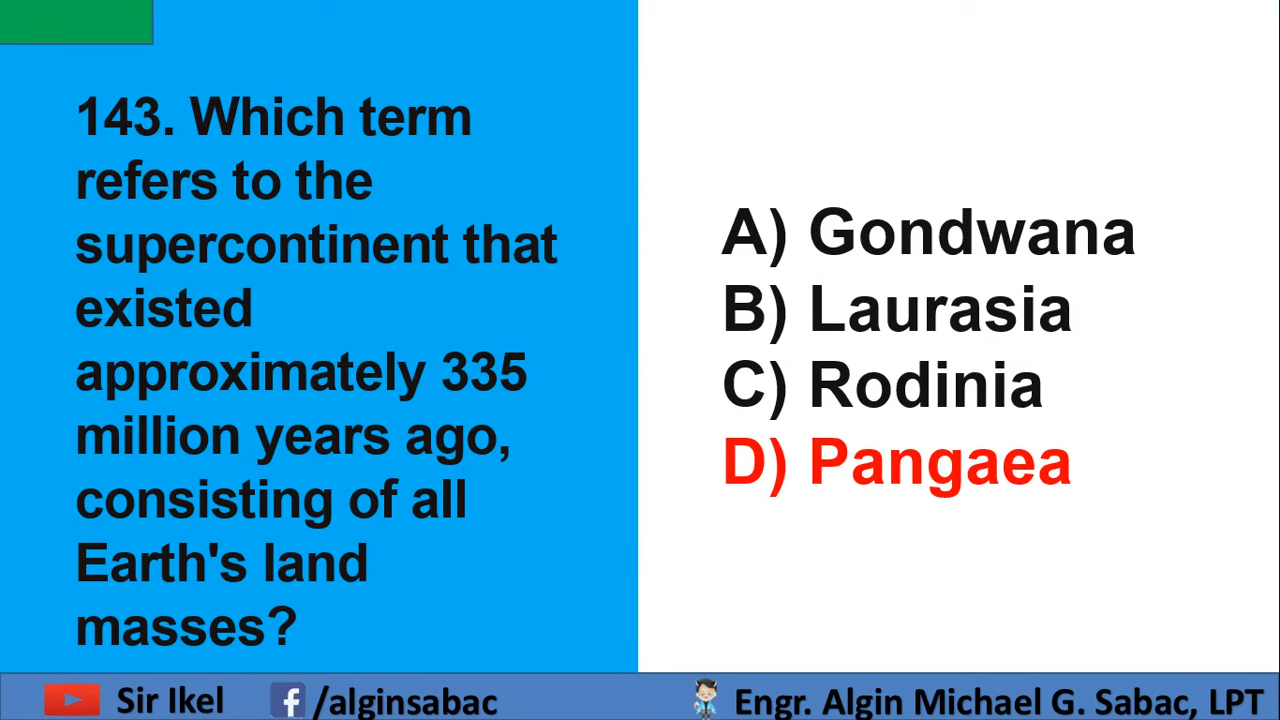 143. Which term
refers to the
supercontinent that
existed
approximately 335
million years ago,
consisting of all
Earth's land
masses?
A) Gondwana
B) Laurasia
C) Rodinia
D) Pangaea
Sir Ikel
/alginsabac
Engr. Algin Michael G. Sabac, LPT